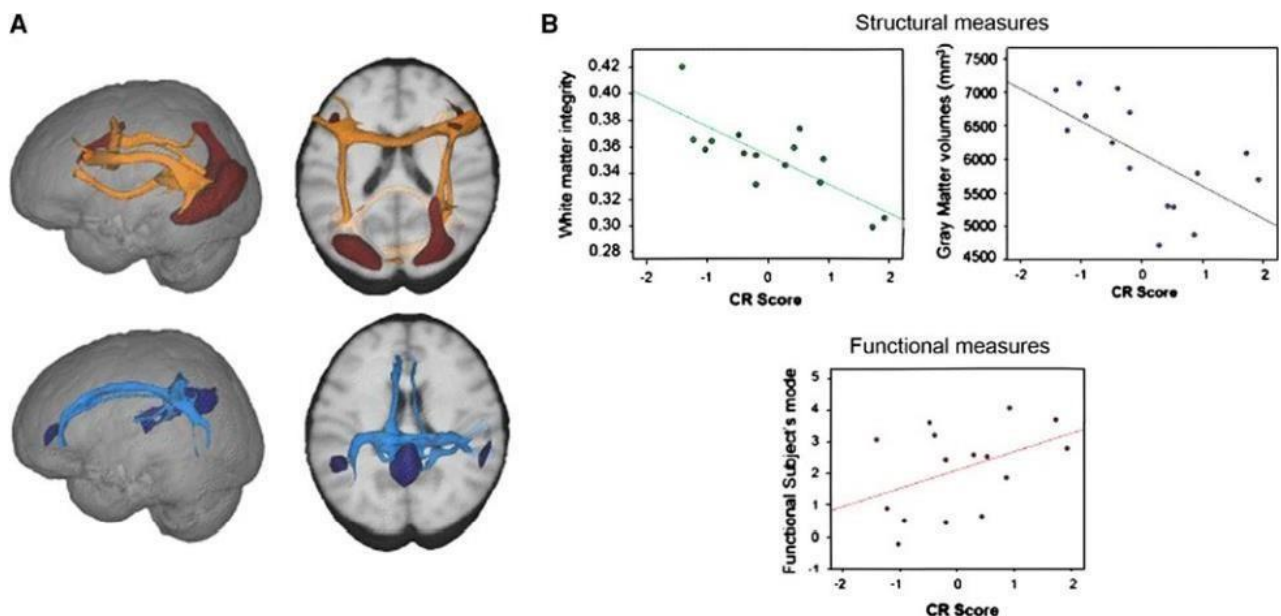 A
B
Structural measures
White matter integrity
0.42
0.40
0.38
0.36
0.34
0.32
0.30
0.28
-2 -1 0 1 2
CR Score
Gray Matter volumes (mm³)
7500
7000
6500
6000
5500
5000
4500
-2 -1 0 1 2
CR Score
Functional measures
Functional Subject's mode
5
4
3
2
1
0
-1
-2 -1 0 1 2
CR Score